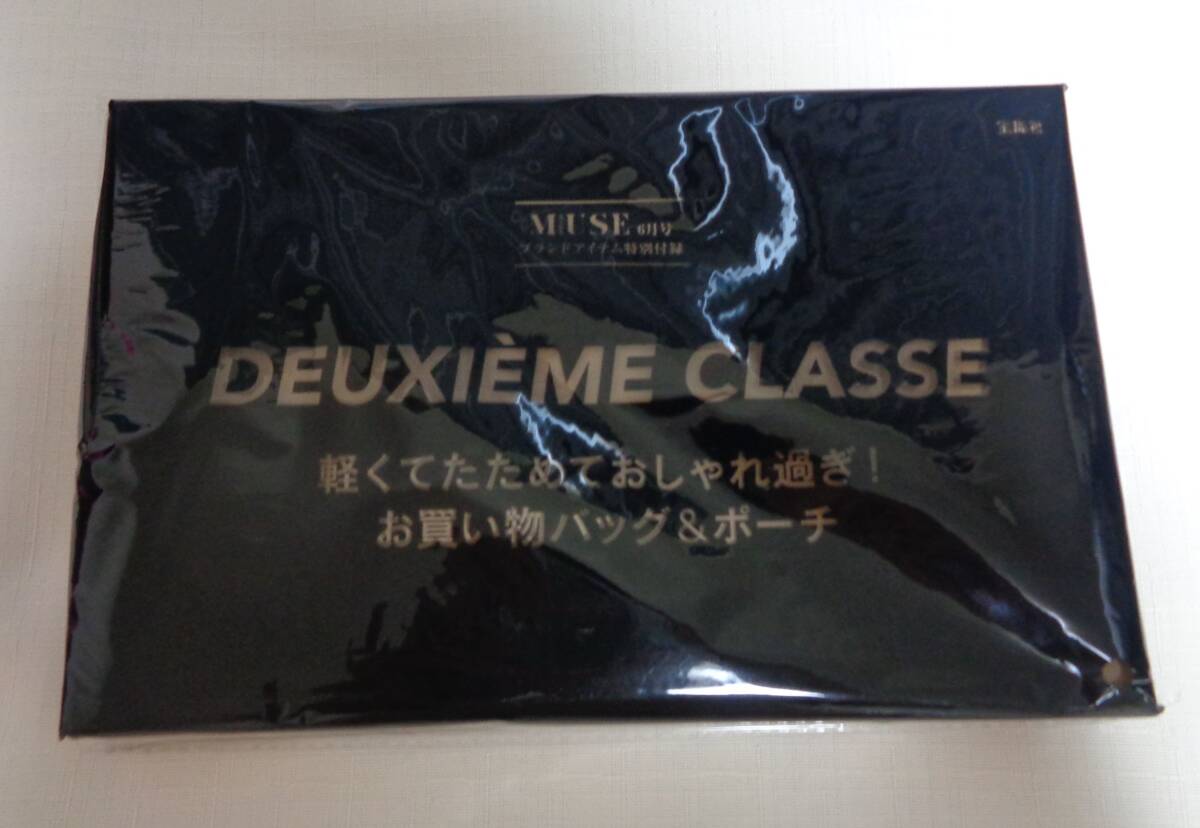 宝島社
MUSE 6月号
ブランドアイテム特別付録
DEUXIÈME CLASSE
軽くてたためておしゃれ過ぎ!
お買い物バッグ&ポーチ